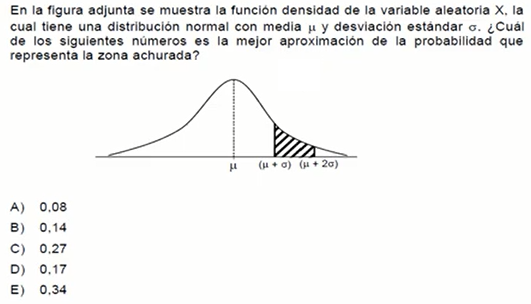 En la figura adjunta se muestra la función densidad de la variable aleatoria X, la
cual tiene una distribución normal con media μ y desviación estándar σ. ¿Cuál
de los siguientes números es la mejor aproximación de la probabilidad que
representa la zona achurada?
μ (μ + σ) (μ + 2σ)
A) 0,08
B) 0,14
C) 0,27
D) 0,17
E) 0,34